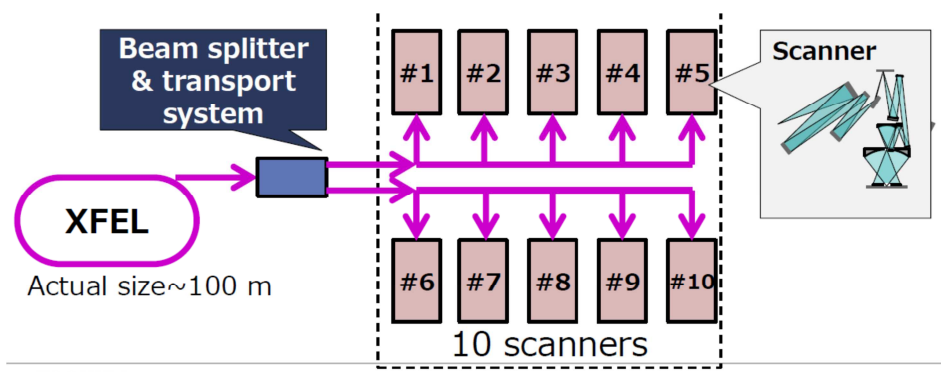 Beam splitter
& transport
system
#1
#2
#3
#4
#5
Scanner
XFEL
Actual size~100 m
#6
#7
#8
#9
#10
10 scanners